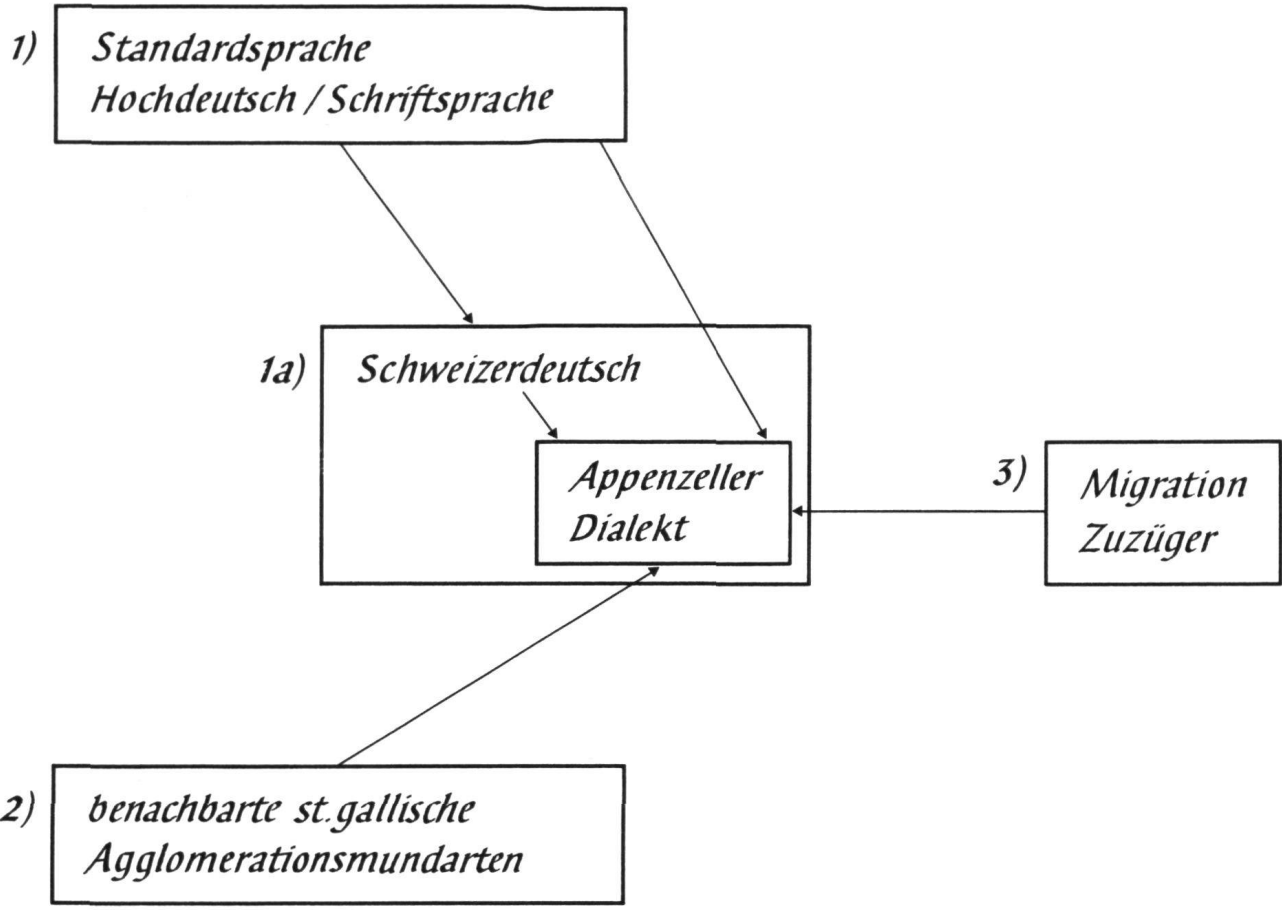 1) Standardsprache
Hochdeutsch / Schriftsprache
1a) Schweizerdeutsch
Appenzeller
Dialekt
3) Migration
Zuzüger
2) benachbarte st.gallische
Agglomerationsmundarten